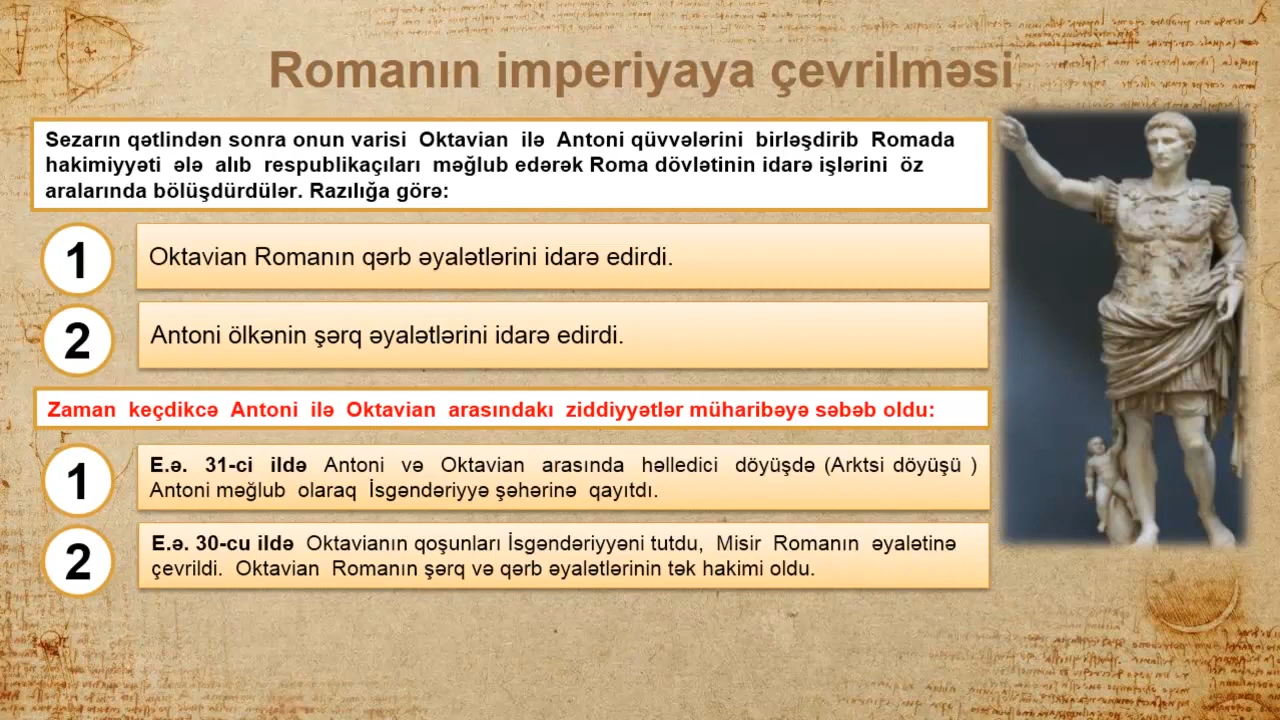 Romanın imperiyaya çevrilməsi
Sezarın qətlindən sonra onun varisi Oktavian ilə Antoni qüvvələrini birləşdirib Romada
hakimiyyəti ələ alıb respublikaçıları məğlub edərək Roma dövlətinin idarə işlərini öz
aralarında bölüşdürdülər. Razılığa görə:
1
Oktavian Romanın qərb əyalətlərini idarə edirdi.
2
Antoni ölkənin şərq əyalətlərini idarə edirdi.
Zaman keçdikcə Antoni ilə Oktavian arasındakı ziddiyyətlər müharibəyə səbəb oldu:
1
E.ə. 31-ci ildə Antoni və Oktavian arasında həlledici döyüşdə (Arktsi döyüşü )
Antoni məğlub olaraq İsgəndəriyyə şəhərinə qayıtdı.
2
E.ə. 30-cu ildə Oktavianın qoşunları İsgəndəriyyəni tutdu, Misir Romanın əyalətinə
çevrildi. Oktavian Romanın şərq və qərb əyalətlərinin tək hakimi oldu.